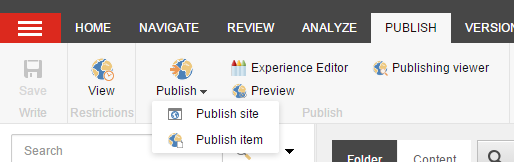 HOME NAVIGATE REVIEW ANALYZE PUBLISH VERSION
Save View Publish Experience Editor Publishing viewer
Preview
Write Restrictions Publish
Publish site
Publish item
Search
Folder Content